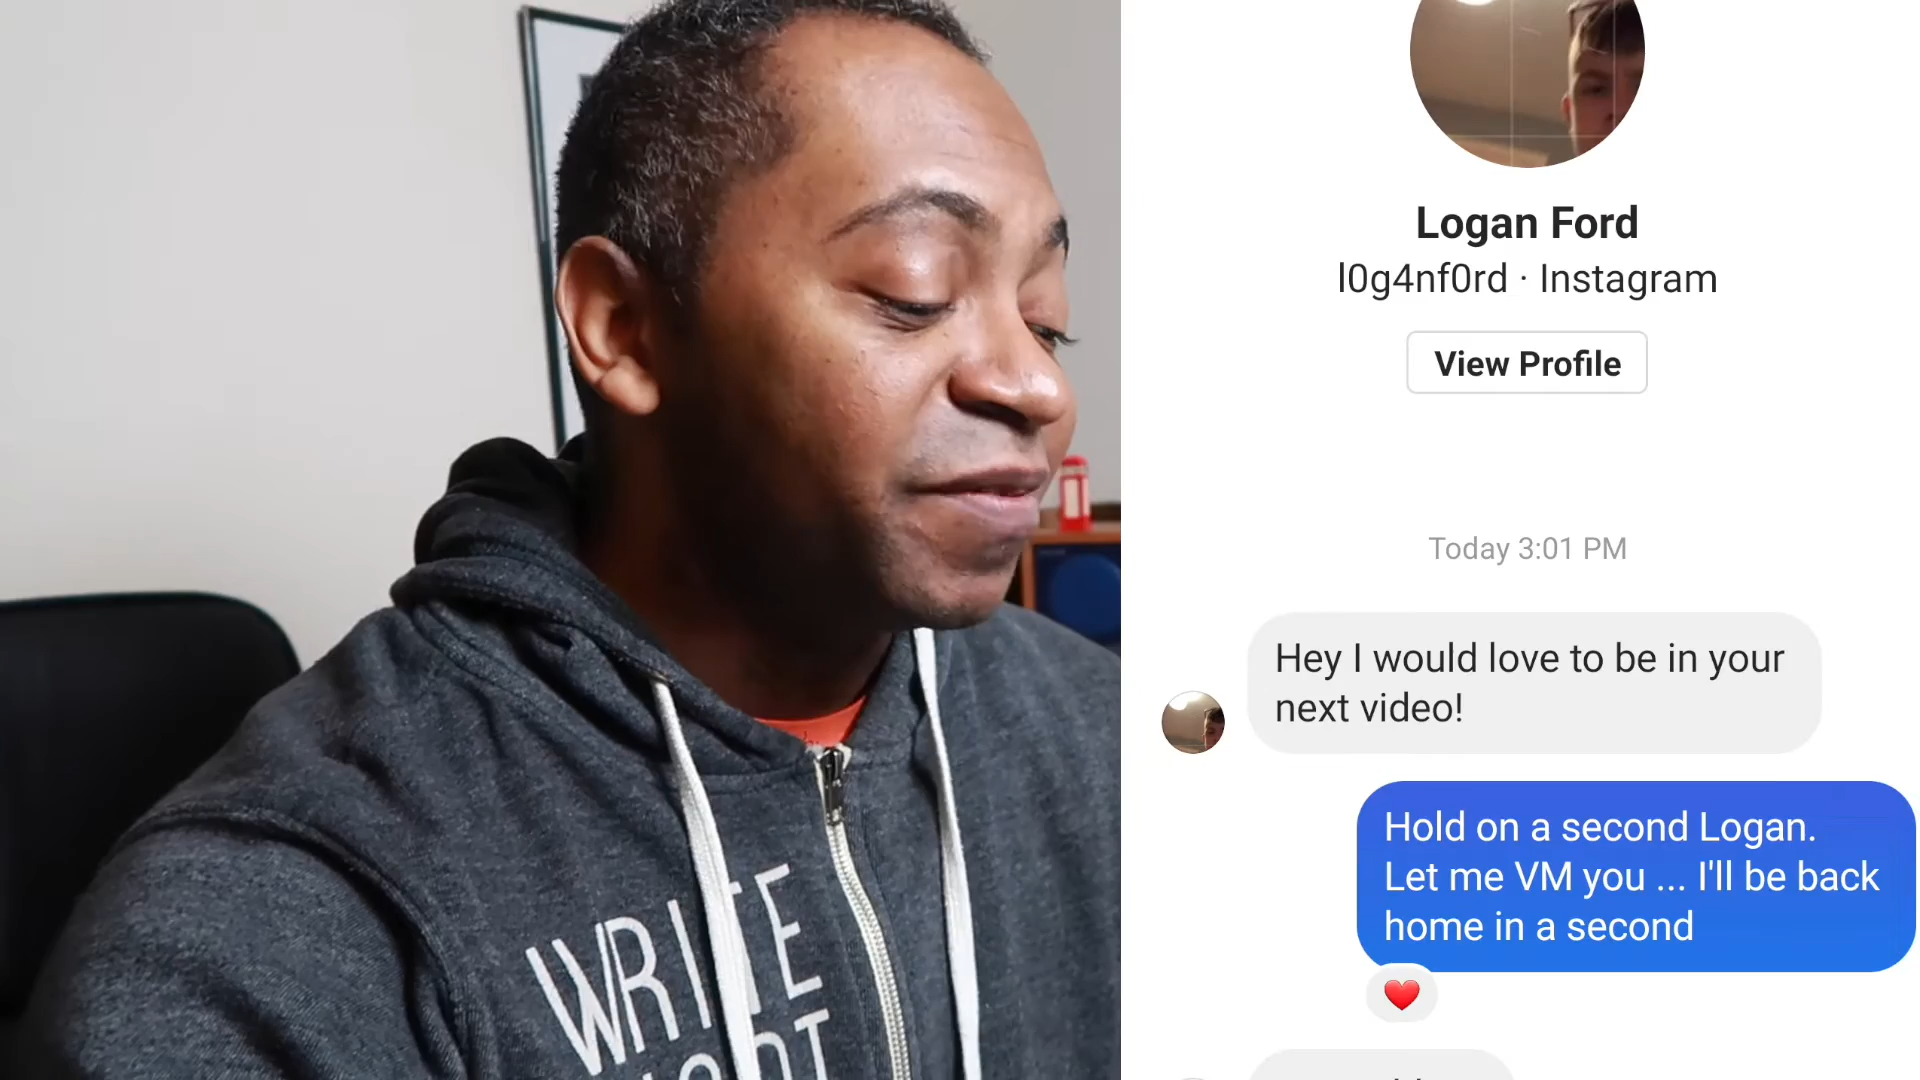 Logan Ford
l0g4nf0rd · Instagram
View Profile
Today 3:01 PM
Hey I would love to be in your
next video!
Hold on a second Logan.
Let me VM you ... I'll be back
home in a second
WRITE